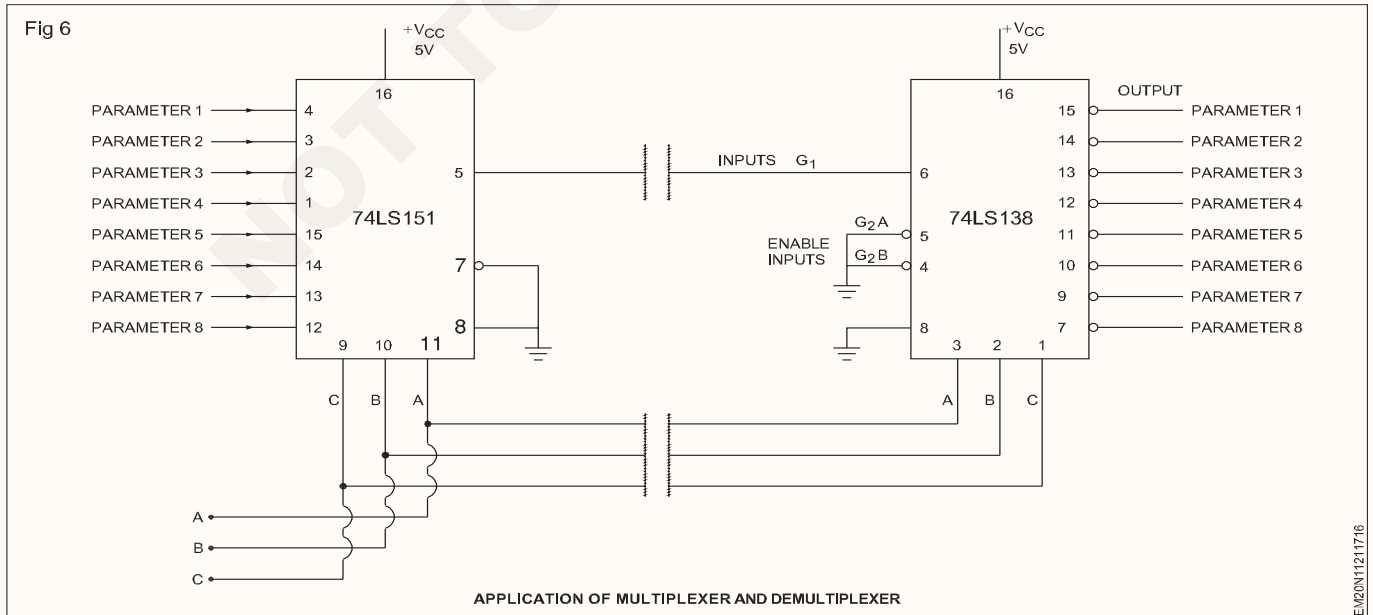 Fig 6
+VCC
5V
16
PARAMETER 1
4
PARAMETER 2
3
PARAMETER 3
2
PARAMETER 4
1
PARAMETER 5
15
PARAMETER 6
14
PARAMETER 7
13
PARAMETER 8
12
74LS151
5
7
8
9
10
11
C
B
A
INPUTS G1
ENABLE
INPUTS
G2A
G2B
+VCC
5V
16
6
5
4
8
74LS138
OUTPUT
15
PARAMETER 1
14
PARAMETER 2
13
PARAMETER 3
12
PARAMETER 4
11
PARAMETER 5
10
PARAMETER 6
9
PARAMETER 7
7
PARAMETER 8
3
2
1
A
B
C
A
B
C
APPLICATION OF MULTIPLEXER AND DEMULTIPLEXER
EM20N11211716
NOT TO